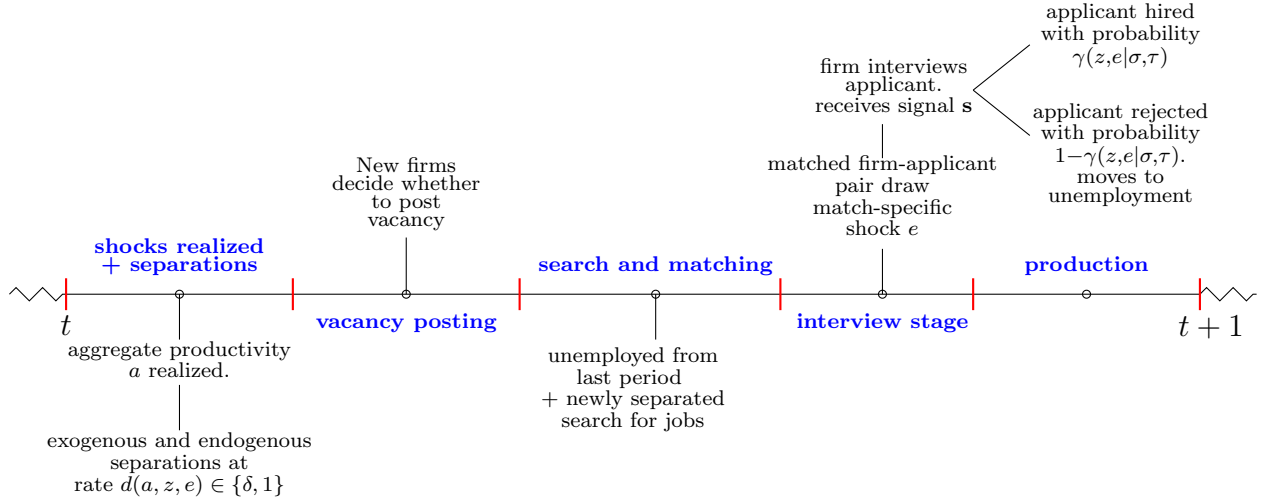 shocks realized
+ separations
t
aggregate productivity
a realized.
exogenous and endogenous
separations at
rate d(a, z, e) ∈ {δ, 1}
New firms
decide whether
to post
vacancy
vacancy posting
search and matching
unemployed from
last period
+ newly separated
search for jobs
firm interviews
applicant.
receives signal s
matched firm-applicant
pair draw
match-specific
shock e
interview stage
applicant hired
with probability
γ(z,e|σ,τ)
applicant rejected
with probability
1−γ(z,e|σ,τ).
moves to
unemployment
production
t + 1